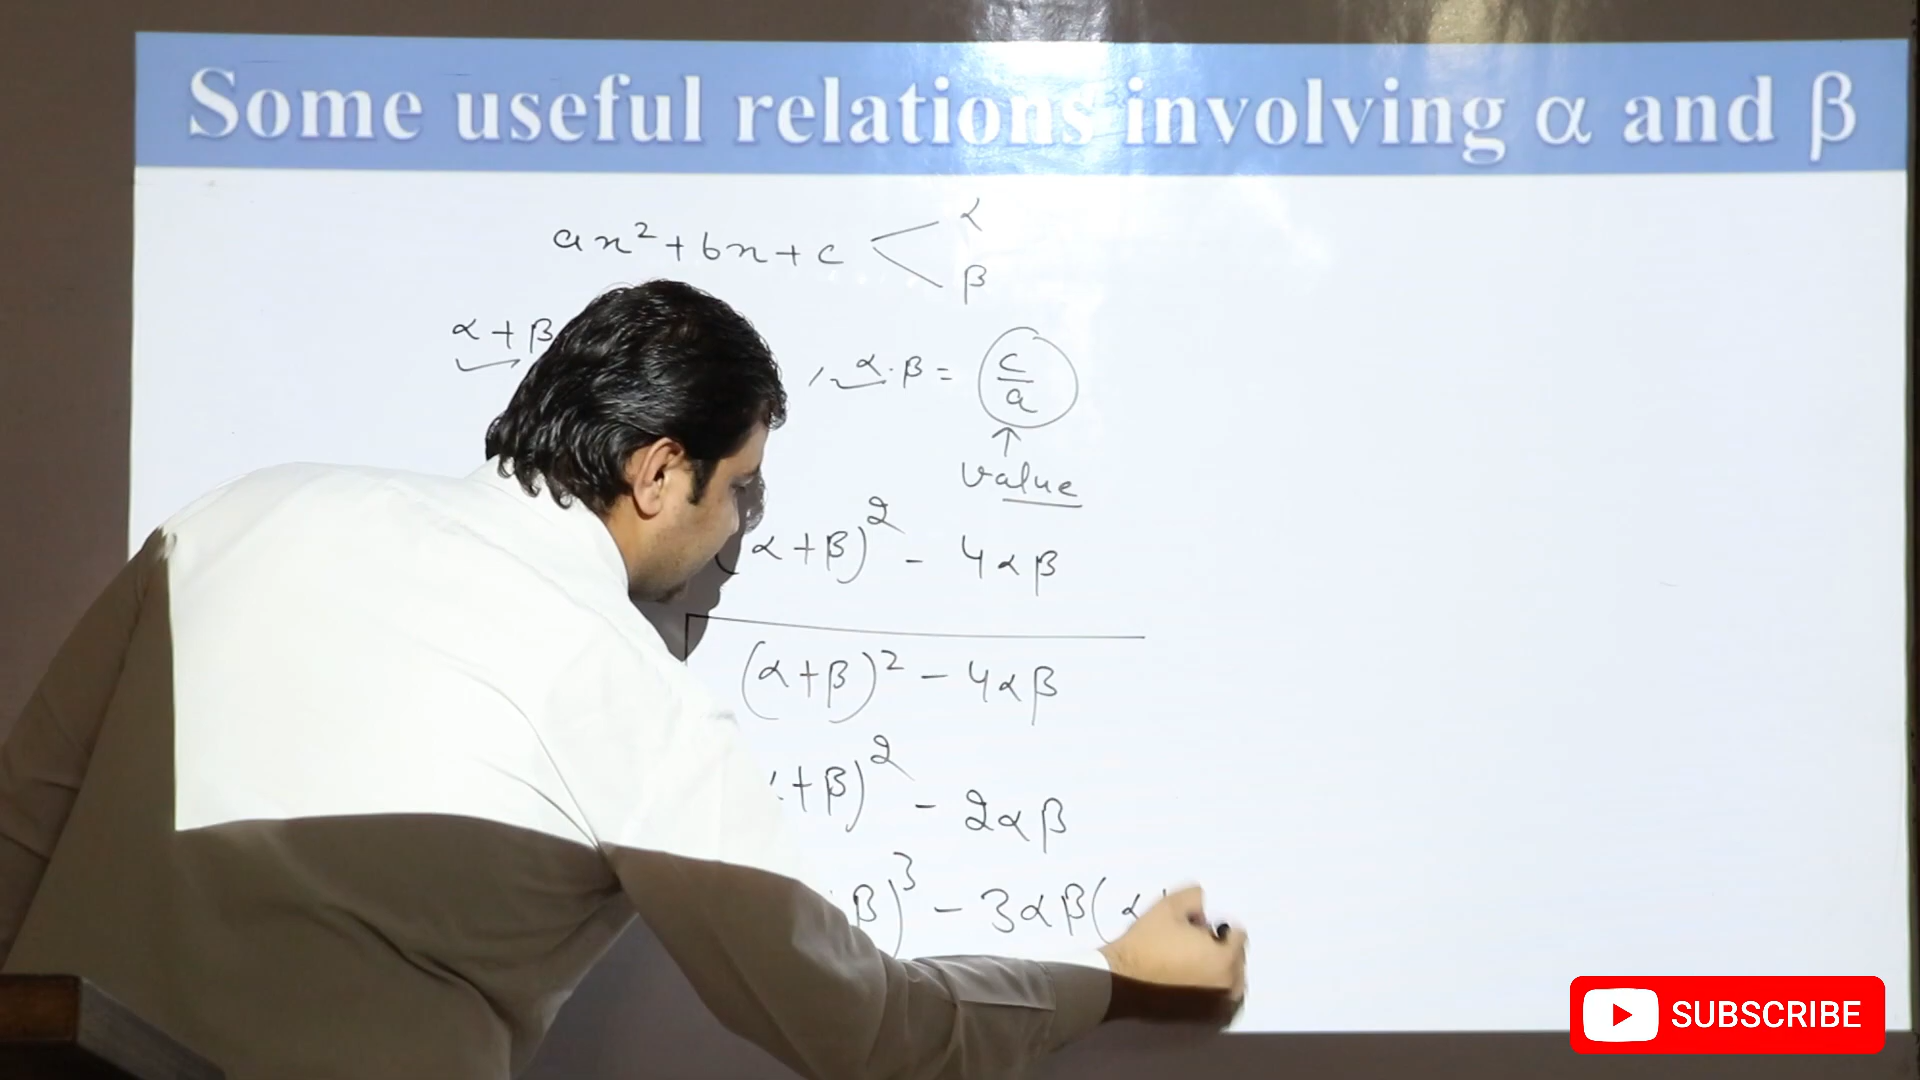 Some useful relations involving α and β
ax² + bx + c < α
β
α + β
, α · β = c/a
↑
value
(α + β)² - 4αβ
(α + β)² - 4αβ
+ β)² - 2αβ
β)³ - 3αβ(α
SUBSCRIBE